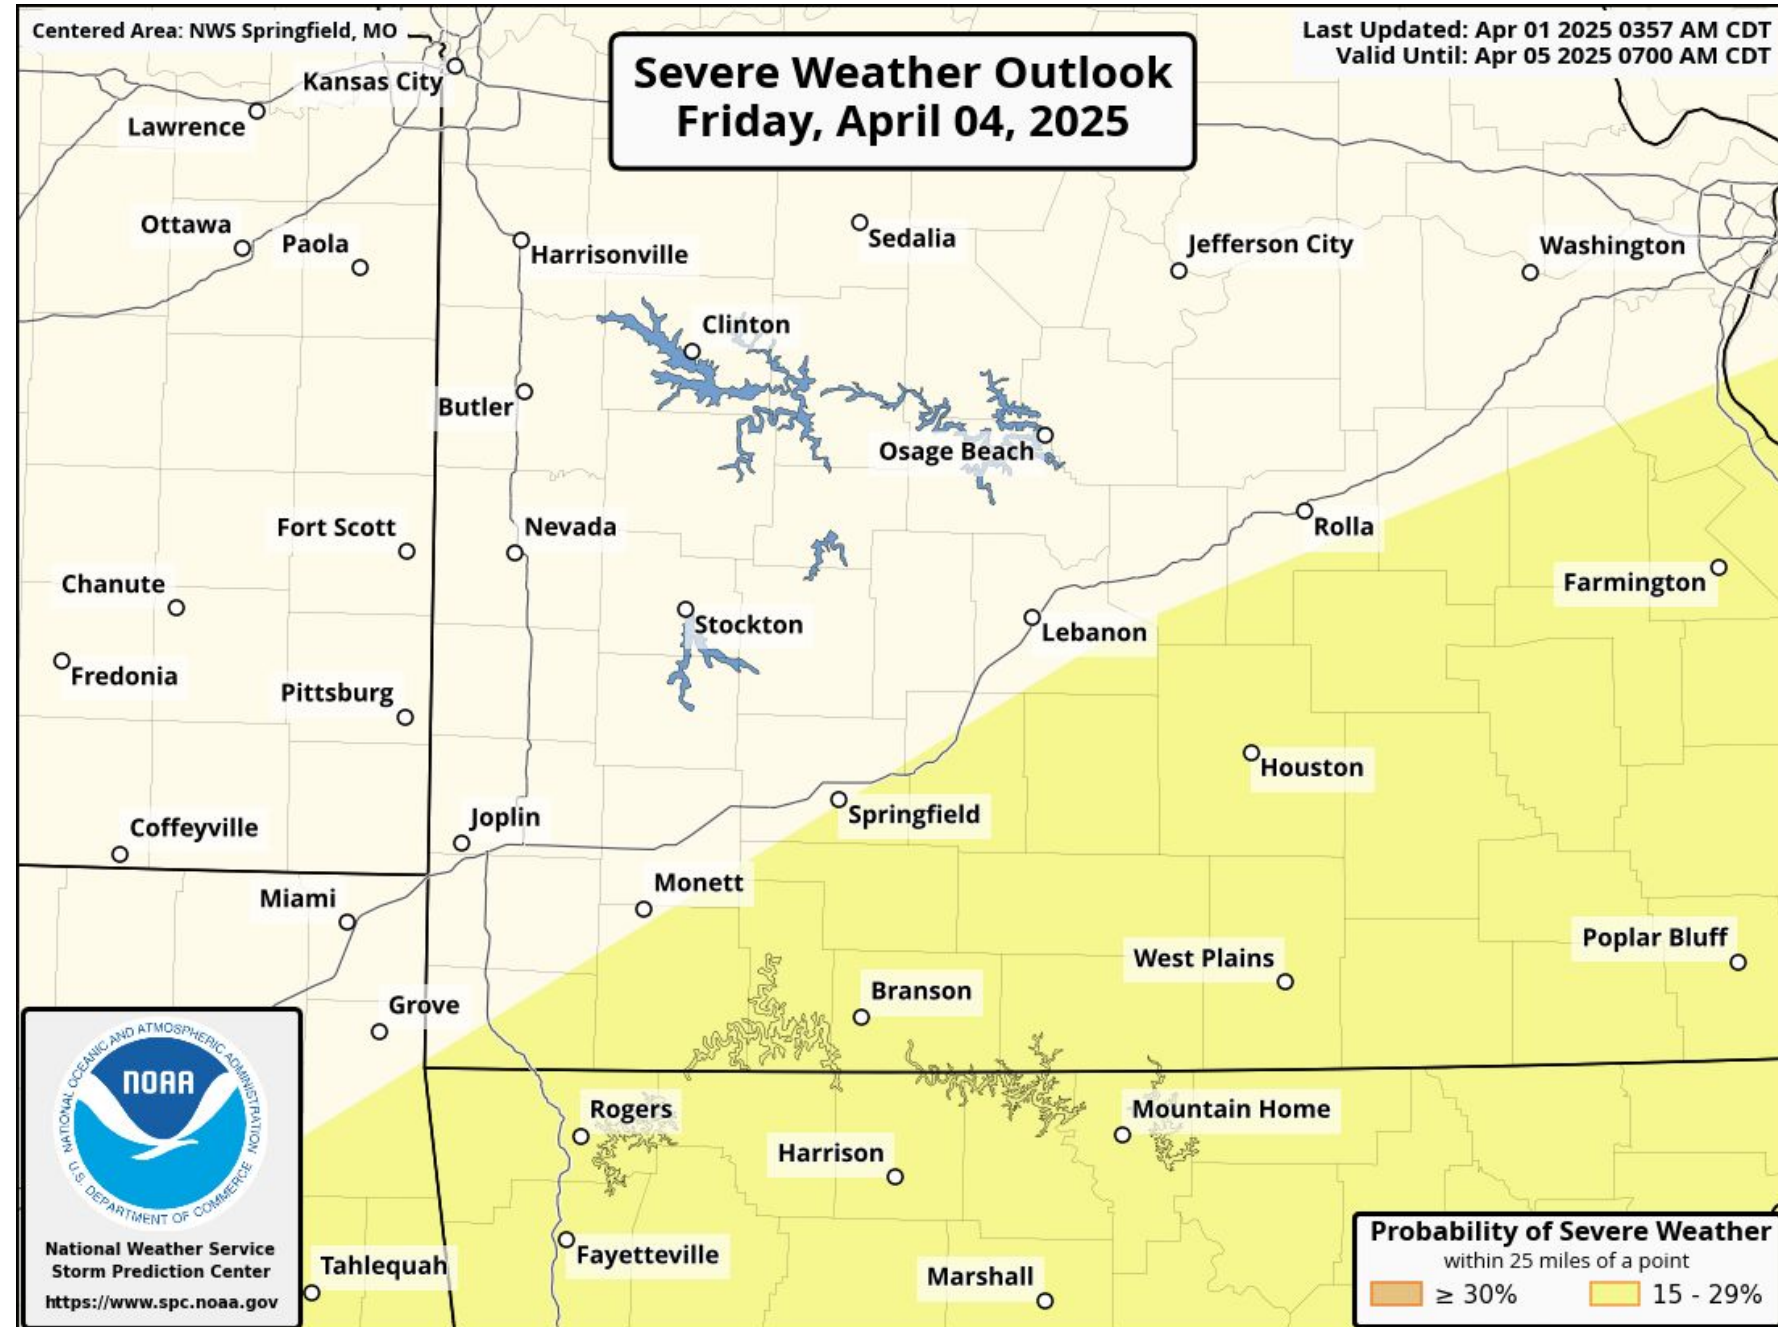 Centered Area: NWS Springfield, MO
Last Updated: Apr 01 2025 0357 AM CDT
Valid Until: Apr 05 2025 0700 AM CDT
Severe Weather Outlook
Friday, April 04, 2025
Kansas City
Lawrence
Ottawa
Paola
Harrisonville
Sedalia
Jefferson City
Washington
Clinton
Butler
Osage Beach
Fort Scott
Nevada
Rolla
Chanute
Farmington
Stockton
Lebanon
Fredonia
Pittsburg
Houston
Coffeyville
Joplin
Springfield
Miami
Monett
Poplar Bluff
West Plains
Grove
Branson
Rogers
Mountain Home
Harrison
Tahlequah
Fayetteville
Marshall
NATIONAL OCEANIC AND ATMOSPHERIC ADMINISTRATION
NOAA
U.S. DEPARTMENT OF COMMERCE
National Weather Service
Storm Prediction Center
https://www.spc.noaa.gov
Probability of Severe Weather
within 25 miles of a point
≥ 30%
15 - 29%